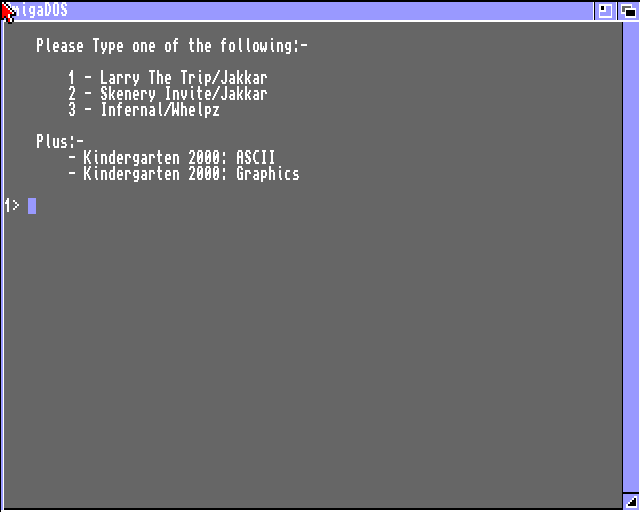 AmigaDOS
Please Type one of the following:-
1 - Larry The Trip/Jakkar
2 - Skenery Invite/Jakkar
3 - Infernal/Whelpz
Plus:-
- Kindergarten 2000: ASCII
- Kindergarten 2000: Graphics
1>